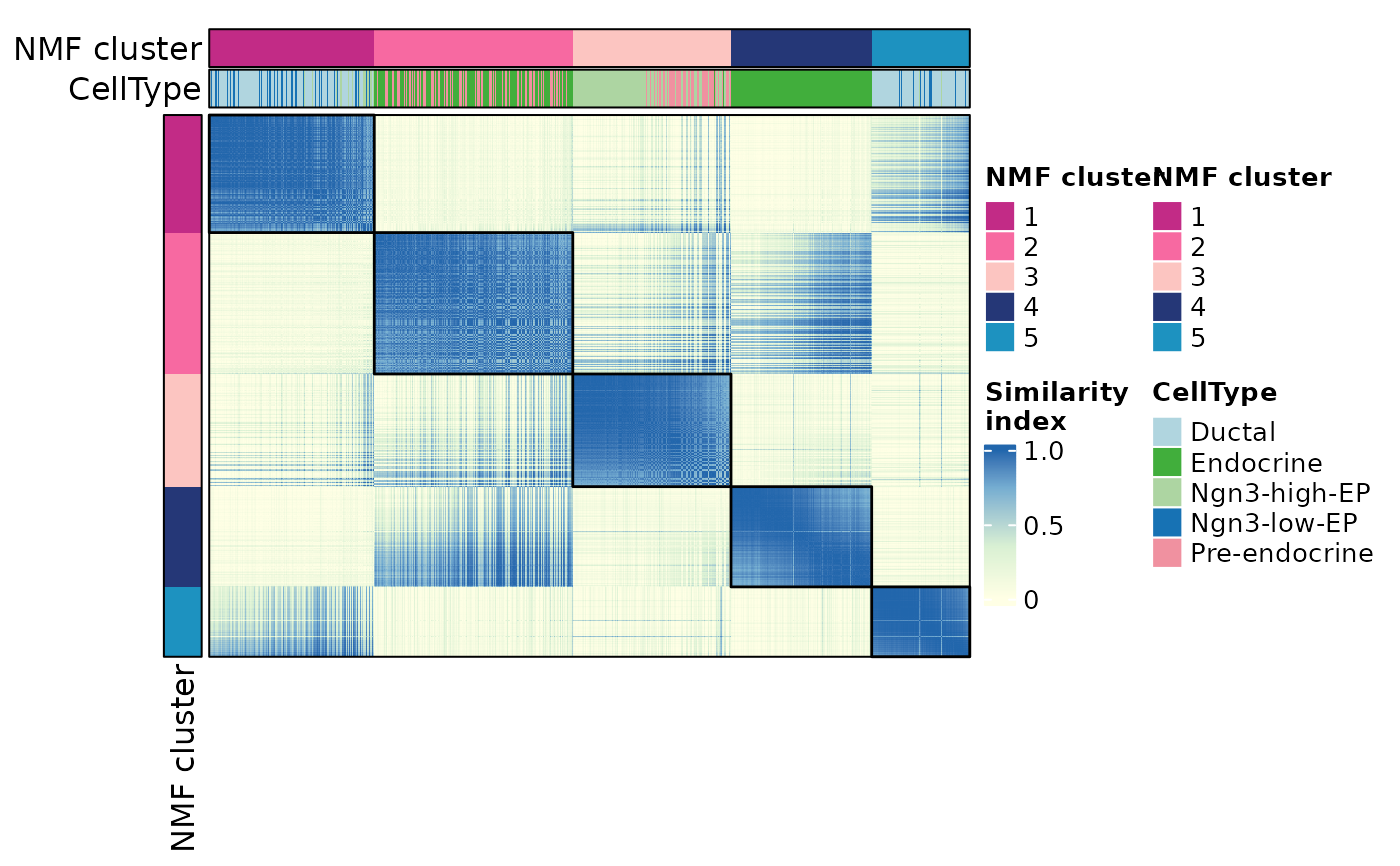 NMF cluster
CellType
NMF cluster
NMF cluster
1
2
3
4
5
Similarity
index
1.0
0.5
0
NMF cluster
1
2
3
4
5
CellType
Ductal
Endocrine
Ngn3-high-EP
Ngn3-low-EP
Pre-endocrine